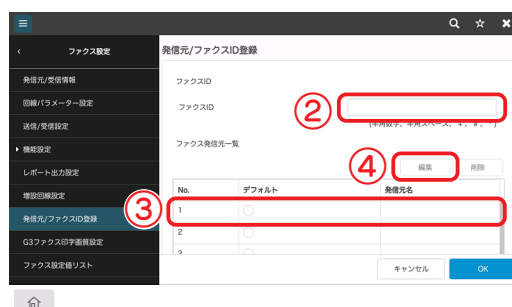 ファクス設定
発信元/受信情報
回線パラメーター設定
送信/受信設定
機能設定
レポート出力設定
増設回線設定
発信元/ファクスID登録
G3ファクス印字画質設定
ファクス設定値リスト
発信元/ファクスID登録
ファクスID
ファクスID
②
(半角数字、半角スペース、+、#、 )
ファクス発信元一覧
④
編集 削除
No. デフォルト 発信元名
③
1
2
キャンセル OK